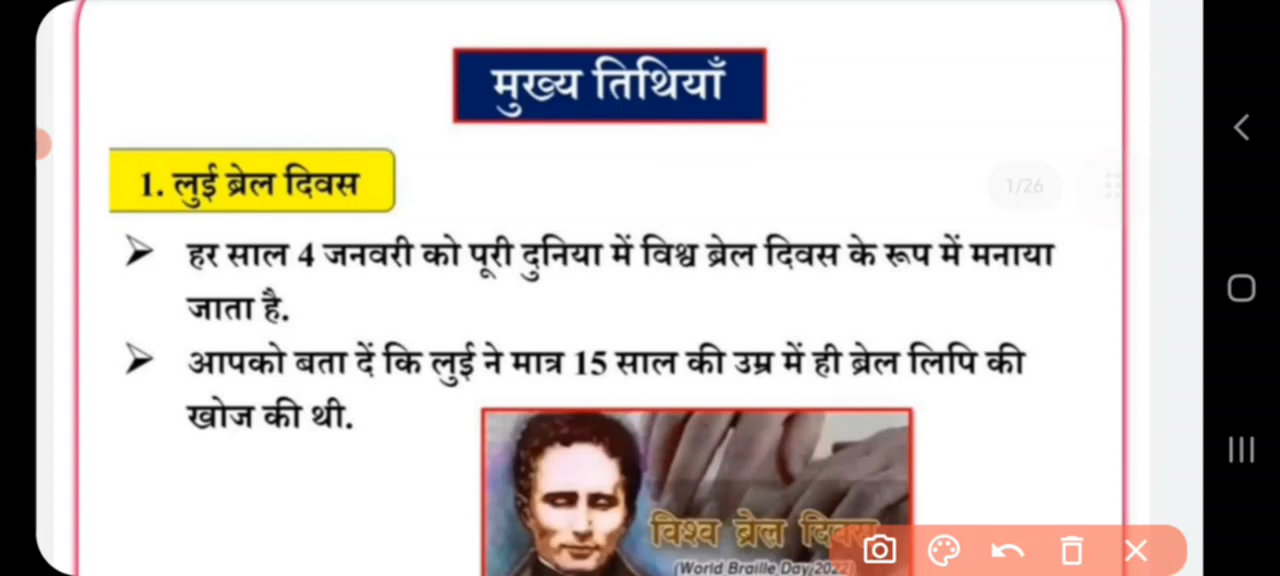 मुख्य तिथियाँ
1. लुई ब्रेल दिवस
1/26
➢ हर साल 4 जनवरी को पूरी दुनिया में विश्व ब्रेल दिवस के रूप में मनाया
जाता है.
➢ आपको बता दें कि लुई ने मात्र 15 साल की उम्र में ही ब्रेल लिपि की
खोज की थी.
विश्व ब्रेल दिवस
(World Braille Day 2022)